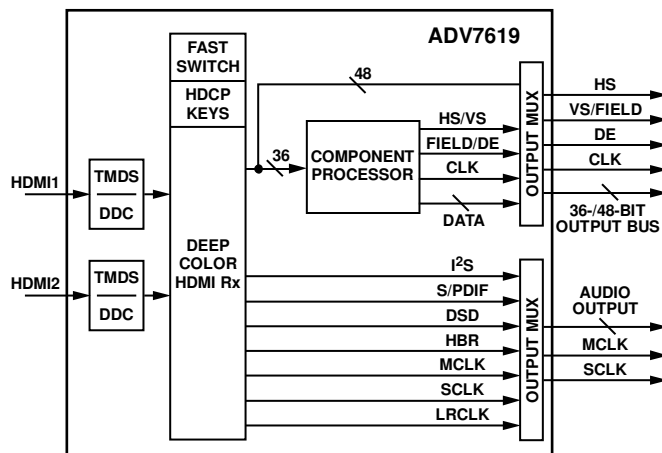 ADV7619
FAST
SWITCH
HDCP
KEYS
DEEP
COLOR
HDMI Rx
HDMI1
TMDS
DDC
HDMI2
TMDS
DDC
48
36
COMPONENT
PROCESSOR
HS/VS
FIELD/DE
CLK
DATA
OUTPUT MUX
HS
VS/FIELD
DE
CLK
36-/48-BIT
OUTPUT BUS
I²S
S/PDIF
DSD
HBR
MCLK
SCLK
LRCLK
OUTPUT MUX
AUDIO
OUTPUT
MCLK
SCLK